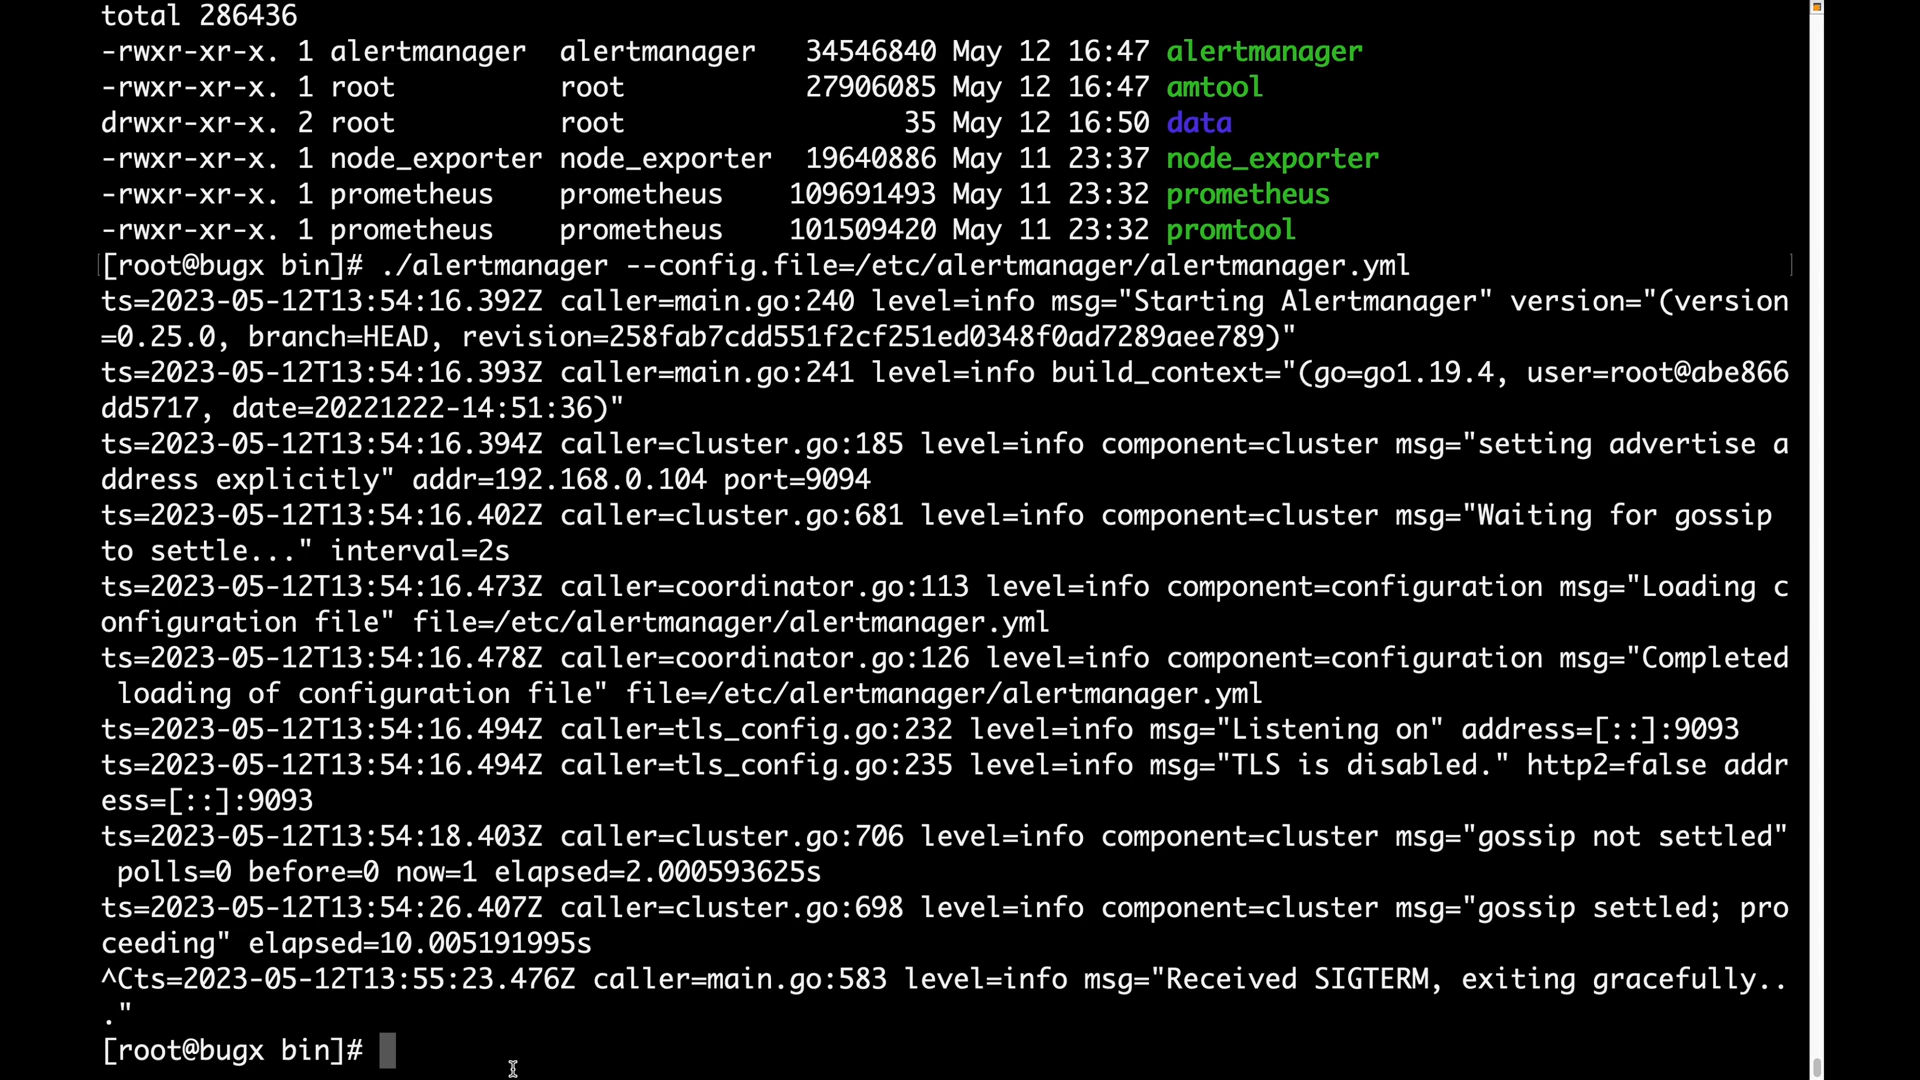 total 286436
-rwxr-xr-x. 1 alertmanager  alertmanager   34546840 May 12 16:47 alertmanager
-rwxr-xr-x. 1 root          root           27906085 May 12 16:47 amtool
drwxr-xr-x. 2 root          root                 35 May 12 16:50 data
-rwxr-xr-x. 1 node_exporter node_exporter  19640886 May 11 23:37 node_exporter
-rwxr-xr-x. 1 prometheus    prometheus    109691493 May 11 23:32 prometheus
-rwxr-xr-x. 1 prometheus    prometheus    101509420 May 11 23:32 promtool
[root@bugx bin]# ./alertmanager --config.file=/etc/alertmanager/alertmanager.yml
ts=2023-05-12T13:54:16.392Z caller=main.go:240 level=info msg="Starting Alertmanager" version="(version
=0.25.0, branch=HEAD, revision=258fab7cdd551f2cf251ed0348f0ad7289aee789)"
ts=2023-05-12T13:54:16.393Z caller=main.go:241 level=info build_context="(go=go1.19.4, user=root@abe866
dd5717, date=20221222-14:51:36)"
ts=2023-05-12T13:54:16.394Z caller=cluster.go:185 level=info component=cluster msg="setting advertise a
ddress explicitly" addr=192.168.0.104 port=9094
ts=2023-05-12T13:54:16.402Z caller=cluster.go:681 level=info component=cluster msg="Waiting for gossip
to settle..." interval=2s
ts=2023-05-12T13:54:16.473Z caller=coordinator.go:113 level=info component=configuration msg="Loading c
onfiguration file" file=/etc/alertmanager/alertmanager.yml
ts=2023-05-12T13:54:16.478Z caller=coordinator.go:126 level=info component=configuration msg="Completed
 loading of configuration file" file=/etc/alertmanager/alertmanager.yml
ts=2023-05-12T13:54:16.494Z caller=tls_config.go:232 level=info msg="Listening on" address=[::]:9093
ts=2023-05-12T13:54:16.494Z caller=tls_config.go:235 level=info msg="TLS is disabled." http2=false addr
ess=[::]:9093
ts=2023-05-12T13:54:18.403Z caller=cluster.go:706 level=info component=cluster msg="gossip not settled"
 polls=0 before=0 now=1 elapsed=2.000593625s
ts=2023-05-12T13:54:26.407Z caller=cluster.go:698 level=info component=cluster msg="gossip settled; pro
ceeding" elapsed=10.005191995s
^Cts=2023-05-12T13:55:23.476Z caller=main.go:583 level=info msg="Received SIGTERM, exiting gracefully..
."
[root@bugx bin]#